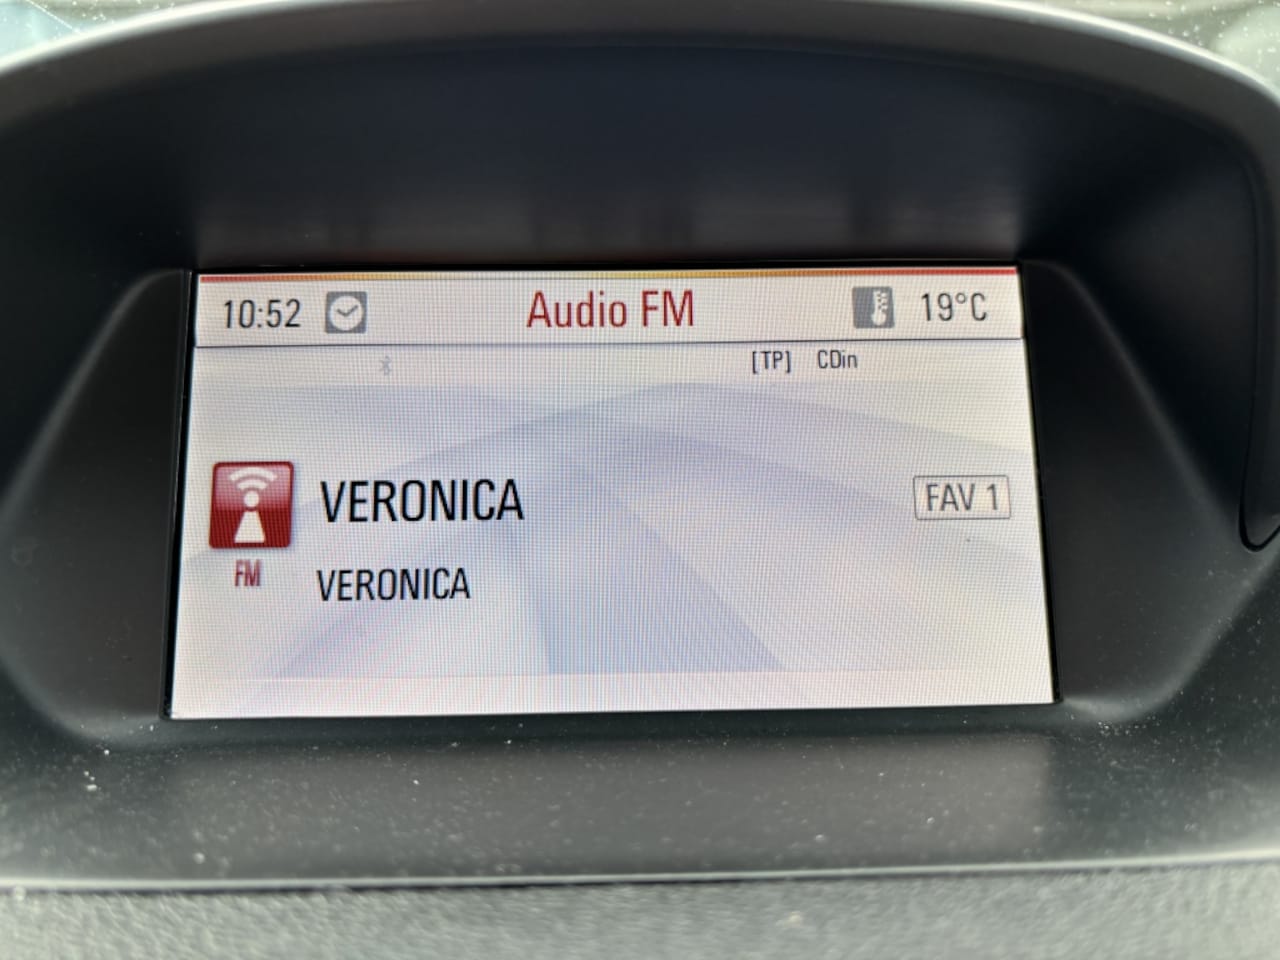 10:52 Audio FM 19°C
[TP] CDin
VERONICA FAV 1
FM VERONICA